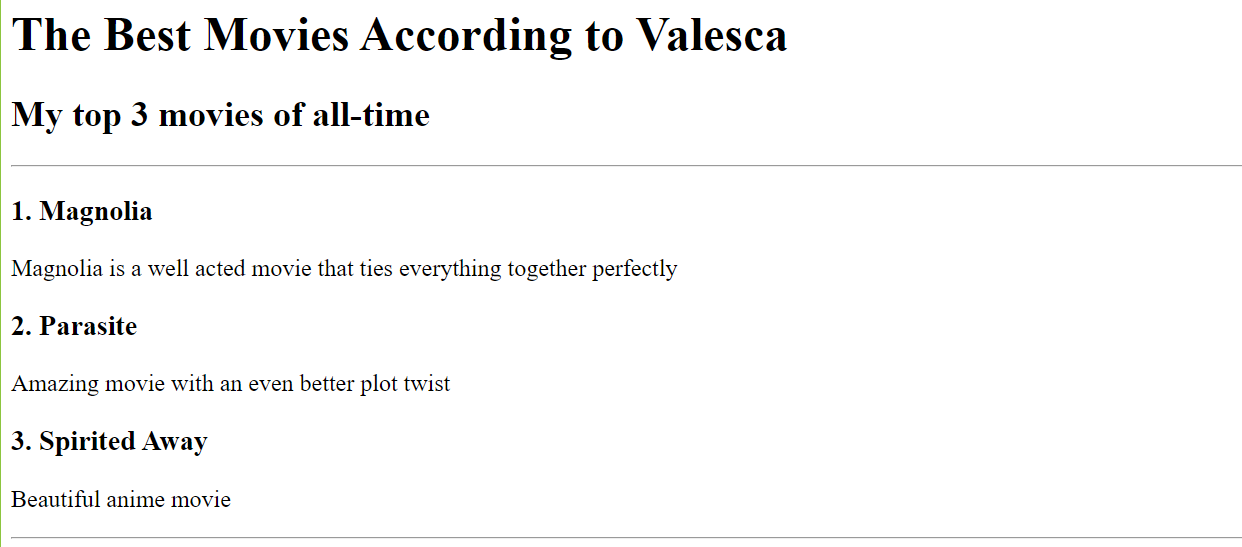 The Best Movies According to Valesca
My top 3 movies of all-time
1. Magnolia
Magnolia is a well acted movie that ties everything together perfectly
2. Parasite
Amazing movie with an even better plot twist
3. Spirited Away
Beautiful anime movie